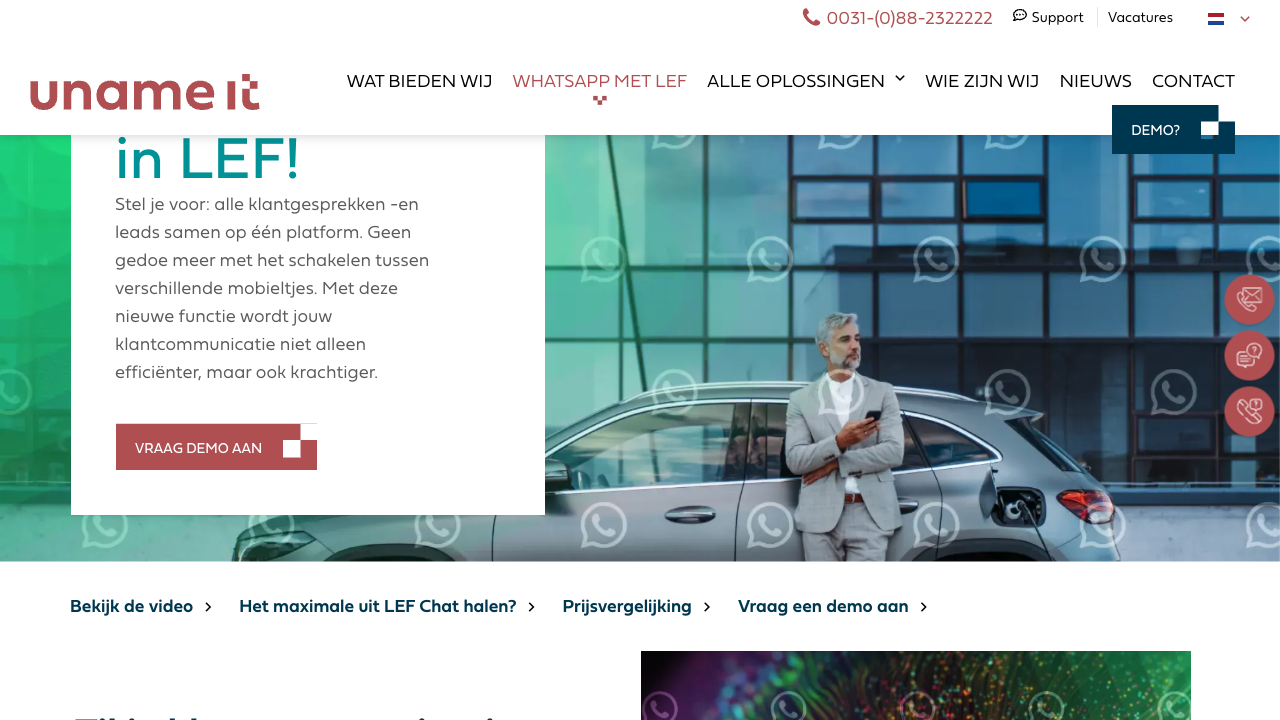 0031-(0)88-2322222
Support
Vacatures
uname it
WAT BIEDEN WIJ
WHATSAPP MET LEF
ALLE OPLOSSINGEN
WIE ZIJN WIJ
NIEUWS
CONTACT
DEMO?
in LEF!
Stel je voor: alle klantgesprekken -en
leads samen op één platform. Geen
gedoe meer met het schakelen tussen
verschillende mobieltjes. Met deze
nieuwe functie wordt jouw
klantcommunicatie niet alleen
efficiënter, maar ook krachtiger.
VRAAG DEMO AAN
Bekijk de video
Het maximale uit LEF Chat halen?
Prijsvergelijking
Vraag een demo aan